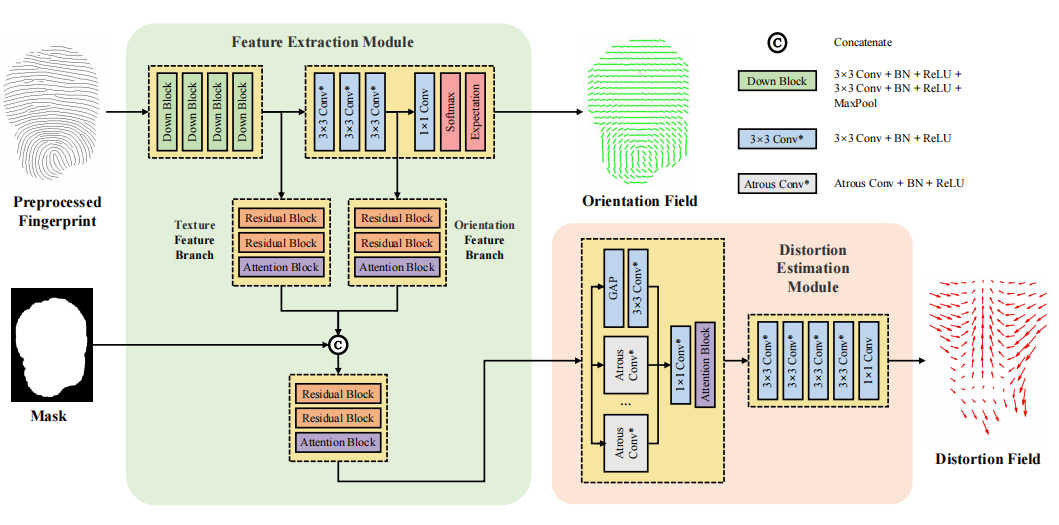 Feature Extraction Module
Down Block
Down Block
Down Block
Down Block
3×3 Conv*
3×3 Conv*
3×3 Conv*
1×1 Conv
Softmax
Expectation
Preprocessed
Fingerprint
Orientation Field
C
Concatenate
Down Block
3×3 Conv + BN + ReLU +
3×3 Conv + BN + ReLU +
MaxPool
3×3 Conv*
3×3 Conv + BN + ReLU
Atrous Conv*
Atrous Conv + BN + ReLU
Texture
Feature
Branch
Residual Block
Residual Block
Attention Block
Residual Block
Residual Block
Attention Block
Orientation
Feature
Branch
Mask
C
Residual Block
Residual Block
Attention Block
Distortion
Estimation
Module
GAP
3×3 Conv*
Atrous
Conv*
...
Atrous
Conv*
1×1 Conv*
Attention Block
3×3 Conv*
3×3 Conv*
3×3 Conv*
3×3 Conv*
1×1 Conv
Distortion Field